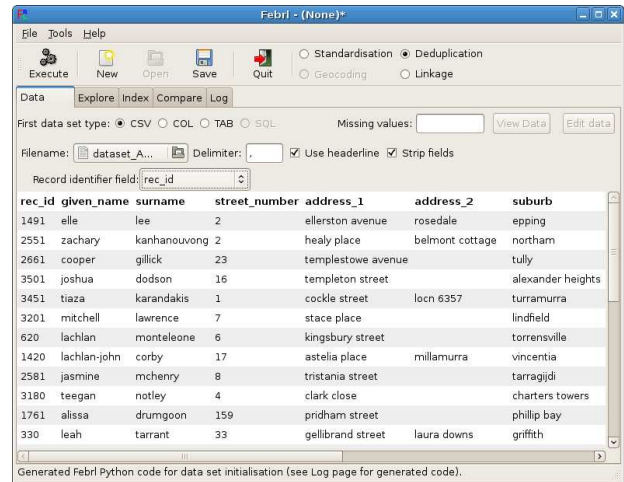 Febrl - (None)*
File Tools Help
Execute New Open Save Quit
Standardisation Deduplication
Geocoding Linkage
Data Explore Index Compare Log
First data set type: CSV COL TAB SQL Missing values: View Data Edit data
Filename: dataset_A... Delimiter: , Use headerline Strip fields
Record identifier field: rec_id
rec_id given_name surname street_number address_1 address_2 suburb
1491 elle lee 2 ellerston avenue rosedale epping
2551 zachary kanhanouvong 2 healy place belmont cottage northam
2661 cooper gillick 23 templestowe avenue tully
3501 joshua dodson 16 templeton street alexander heights
3451 tiaza karandakis 1 cockle street locn 6357 turramurra
3201 mitchell lawrence 7 stace place lindfield
620 lachlan monteleone 6 kingsbury street torrensville
1420 lachlan-john corby 17 astelia place millamurra vincentia
2581 jasmine mchenry 8 tristania street tarragijdi
3180 teegan notley 4 clark close charters towers
1761 alissa drumgoon 159 pridham street phillip bay
330 leah tarrant 33 gellibrand street laura downs griffith
Generated Febrl Python code for data set initialisation (see Log page for generated code).